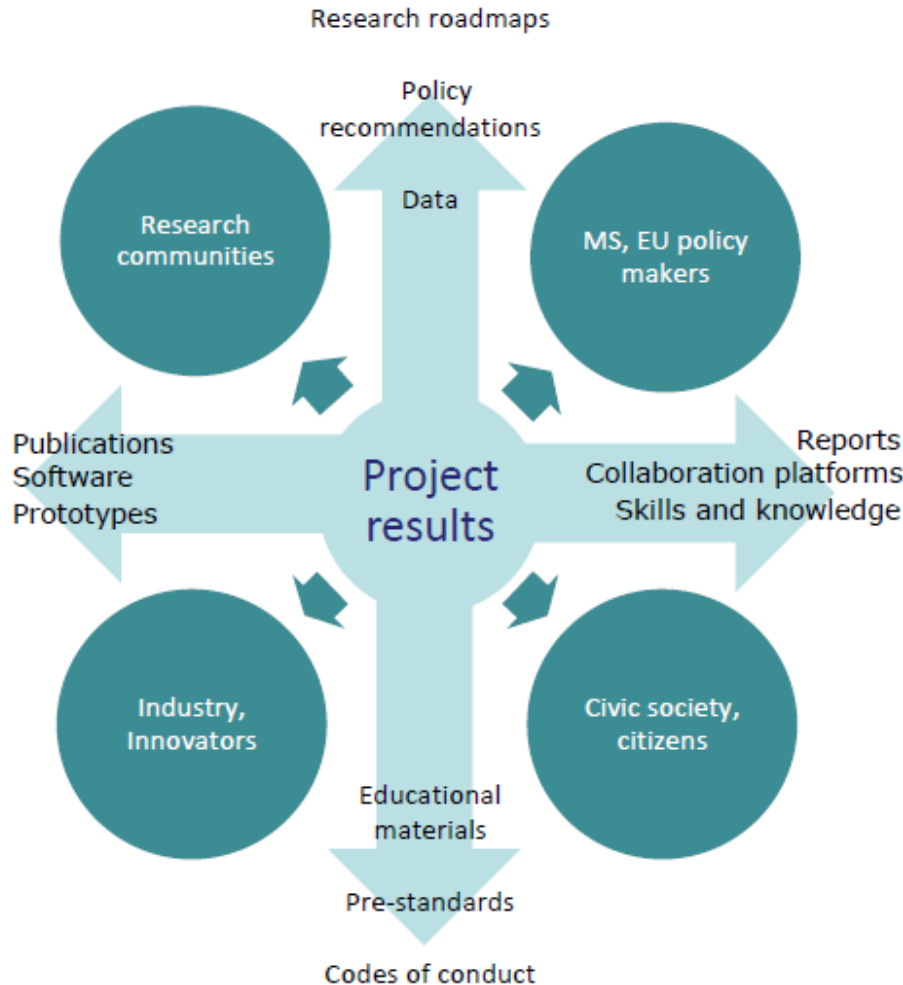 Research roadmaps
Policy
recommendations
Data
Research
communities
MS, EU policy
makers
Publications
Software
Prototypes
Project
results
Reports
Collaboration platforms
Skills and knowledge
Industry,
Innovators
Civic society,
citizens
Educational
materials
Pre-standards
Codes of conduct